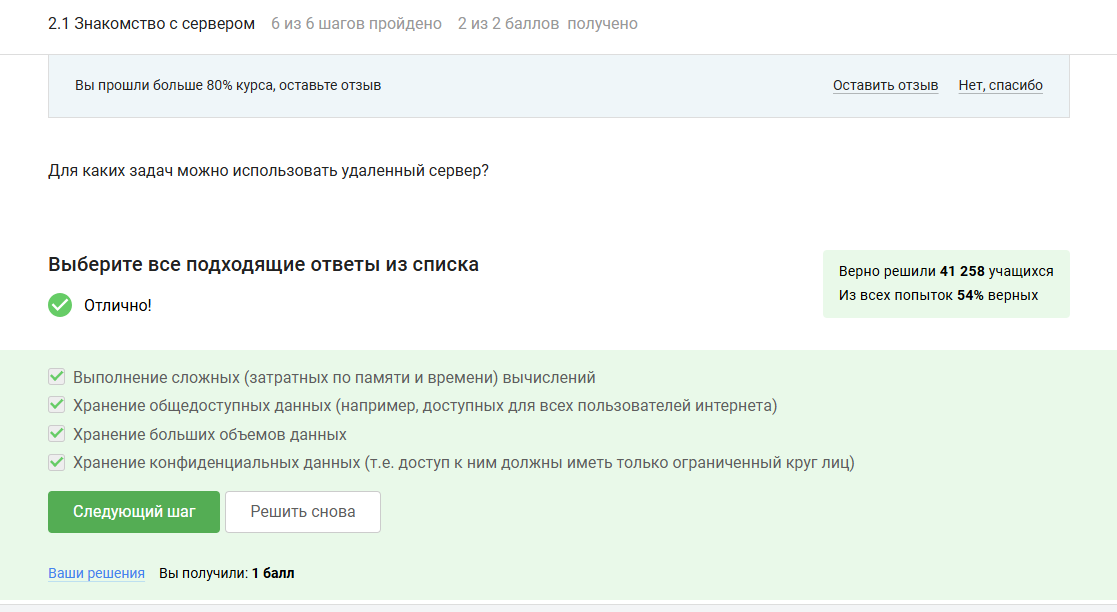 2.1 Знакомство с сервером 6 из 6 шагов пройдено 2 из 2 баллов получено
Вы прошли больше 80% курса, оставьте отзыв Оставить отзыв Нет, спасибо
Для каких задач можно использовать удаленный сервер?
Выберите все подходящие ответы из списка
Отлично!
Верно решили 41 258 учащихся
Из всех попыток 54% верных
Выполнение сложных (затратных по памяти и времени) вычислений
Хранение общедоступных данных (например, доступных для всех пользователей интернета)
Хранение больших объемов данных
Хранение конфиденциальных данных (т.е. доступ к ним должны иметь только ограниченный круг лиц)
Следующий шаг Решить снова
Ваши решения Вы получили: 1 балл